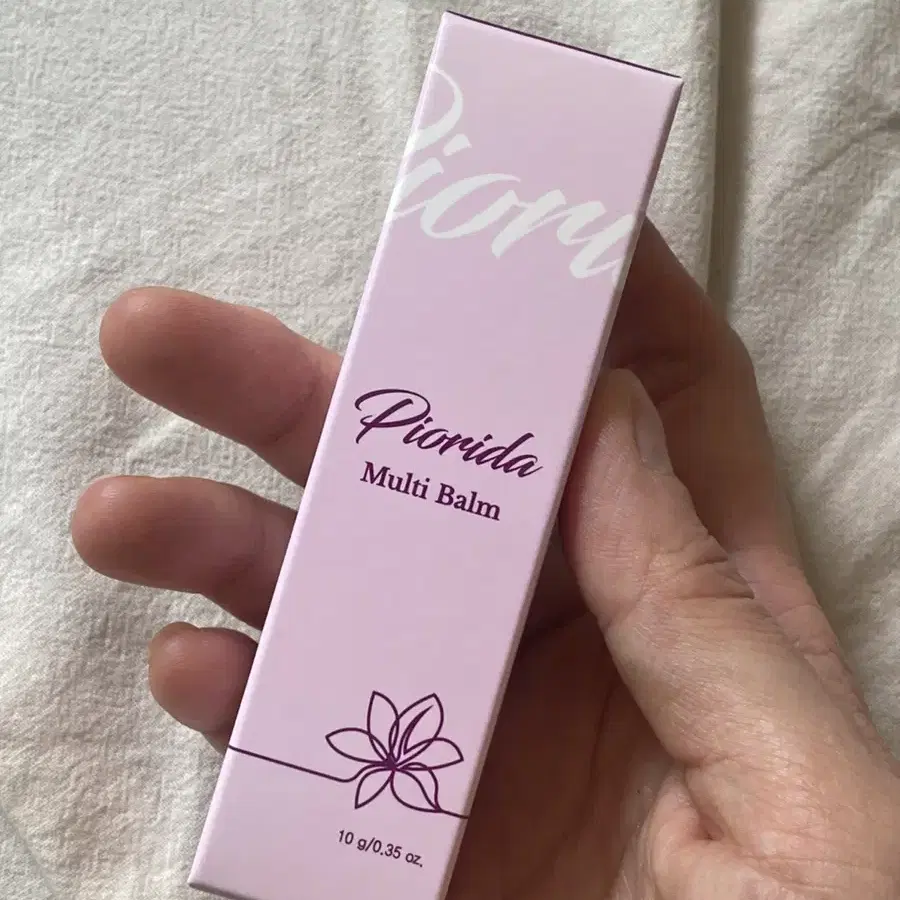 Piorida
Multi Balm
10 g/0.35 oz.